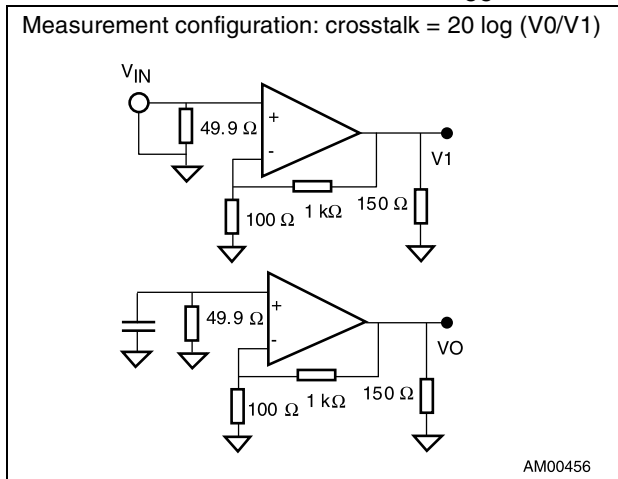 Measurement configuration: crosstalk = 20 log (V0/V1)
VIN
+
49.9 Ω
-
V1
1 kΩ
150 Ω
100 Ω
+
49.9 Ω
-
VO
1 kΩ
150 Ω
100 Ω
AM00456